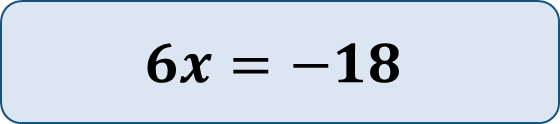 6x = −18